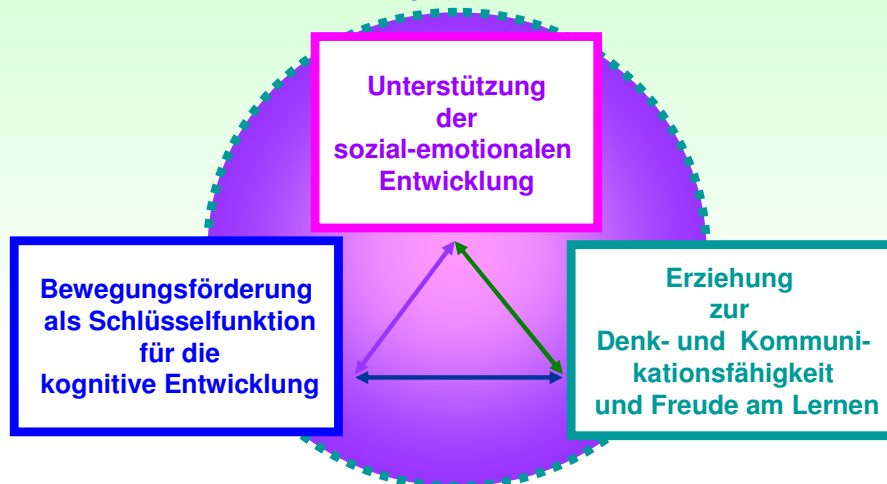 Unterstützung
der
sozial-emotionalen
Entwicklung
Bewegungsförderung
als Schlüsselfunktion
für die
kognitive Entwicklung
Erziehung
zur
Denk- und Kommuni-
kationsfähigkeit
und Freude am Lernen